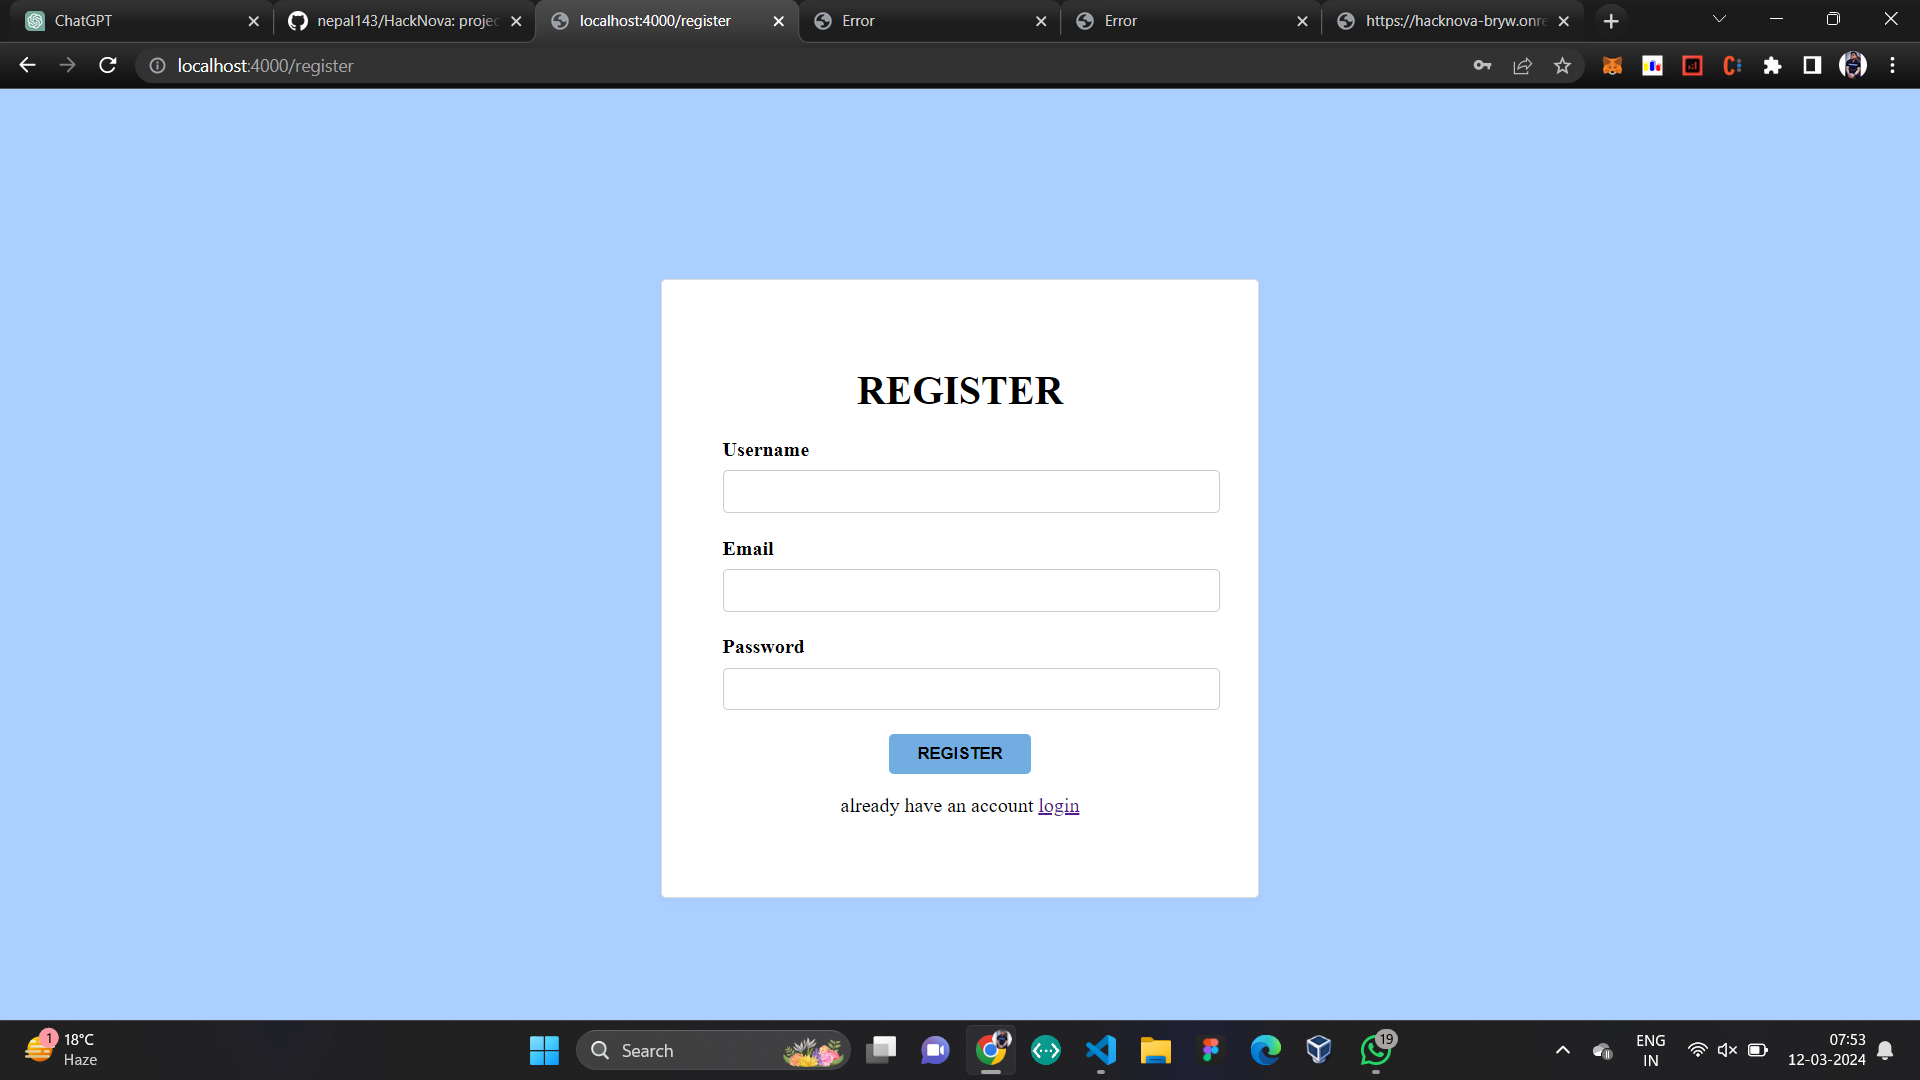 ChatGPT
nepal143/HackNova: projec
localhost:4000/register
Error
Error
https://hacknova-bryw.onre
localhost:4000/register
REGISTER
Username
Email
Password
REGISTER
already have an account login
1
18°C
Haze
Search
19
ENG
IN
07:53
12-03-2024